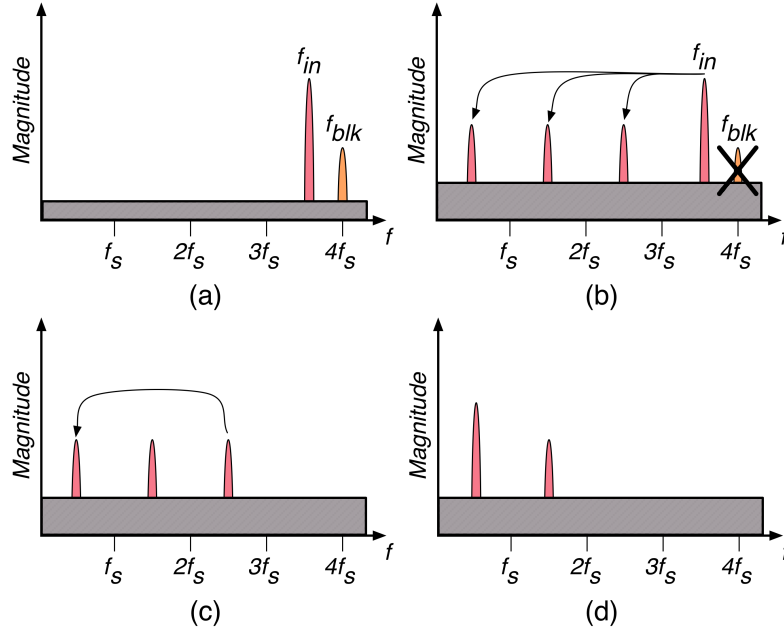 Magnitude
f_in
f_blk
f_s
2f_s
3f_s
4f_s
f
(a)
Magnitude
f_in
f_blk
f_s
2f_s
3f_s
4f_s
f
(b)
Magnitude
f_s
2f_s
3f_s
4f_s
f
(c)
Magnitude
f_s
2f_s
3f_s
4f_s
f
(d)